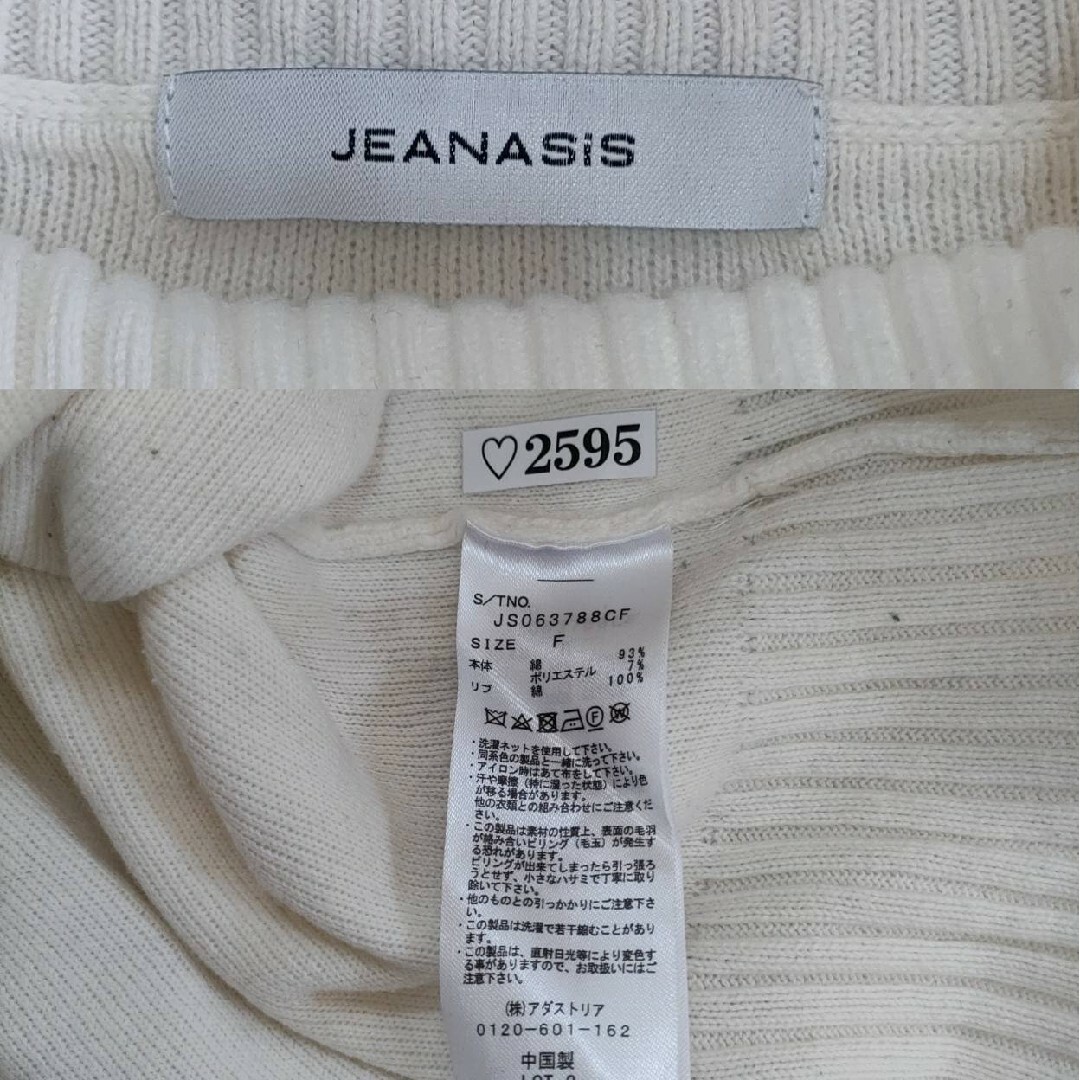 JEANASiS
♡2595
S/TNO.
JS063788CF
SIZE F
本体 綿 93%
ポリエステル 7%
リブ 綿 100%
・洗濯ネットを使用して下さい。
・同系色の製品と一緒に洗って下さい。
・アイロン時はあて布をして下さい。
・汗や摩擦(特に湿った状態)により色
が移る場合があります。
他の衣類との組み合わせにご注意くだ
さい。
・この製品は素材の性質上、表面の毛羽
が絡み合いピリング(毛玉)が発生す
る恐れがあります。
ピリングが出来てしまったら引っ張ろ
うとせず、小さなハサミで丁寧に取り
除いて下さい。
・他のものとの引っかかりにご注意下さ
い。
・この製品は洗濯で若干縮むことがあり
ます。
・この製品は、直射日光等により変色す
る事がありますので、お取扱いにはご
注意下さい。
(株)アダストリア
0120-601-162
中国製